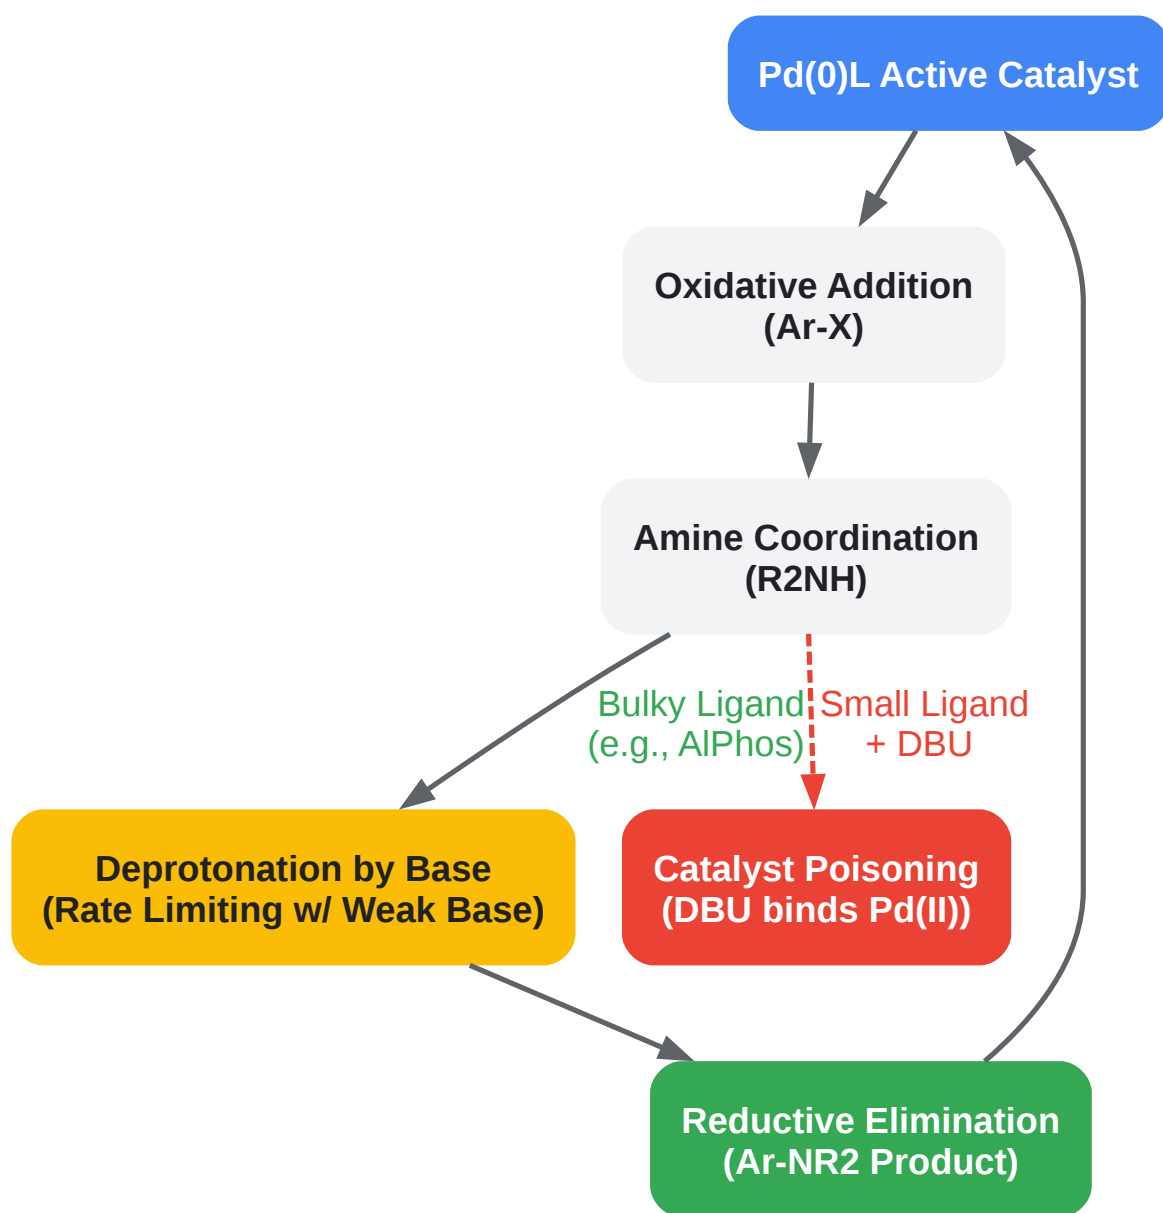 Pd(0)L Active Catalyst
Oxidative Addition
(Ar-X)
Amine Coordination
(R2NH)
Bulky Ligand
(e.g., AlPhos)
Small Ligand
+ DBU
Deprotonation by Base
(Rate Limiting w/ Weak Base)
Catalyst Poisoning
(DBU binds Pd(II))
Reductive Elimination
(Ar-NR2 Product)